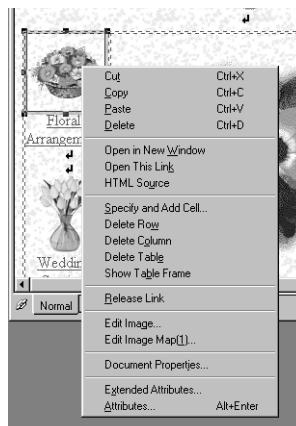 Floral
Arrangem
Weddin
Normal
Cut Ctrl+X
Copy Ctrl+C
Paste Ctrl+V
Delete Ctrl+D
Open in New Window
Open This Link
HTML Source
Specify and Add Cell...
Delete Row
Delete Column
Delete Table
Show Table Frame
Release Link
Edit Image...
Edit Image Map(1)...
Document Properties...
Extended Attributes...
Attributes... Alt+Enter